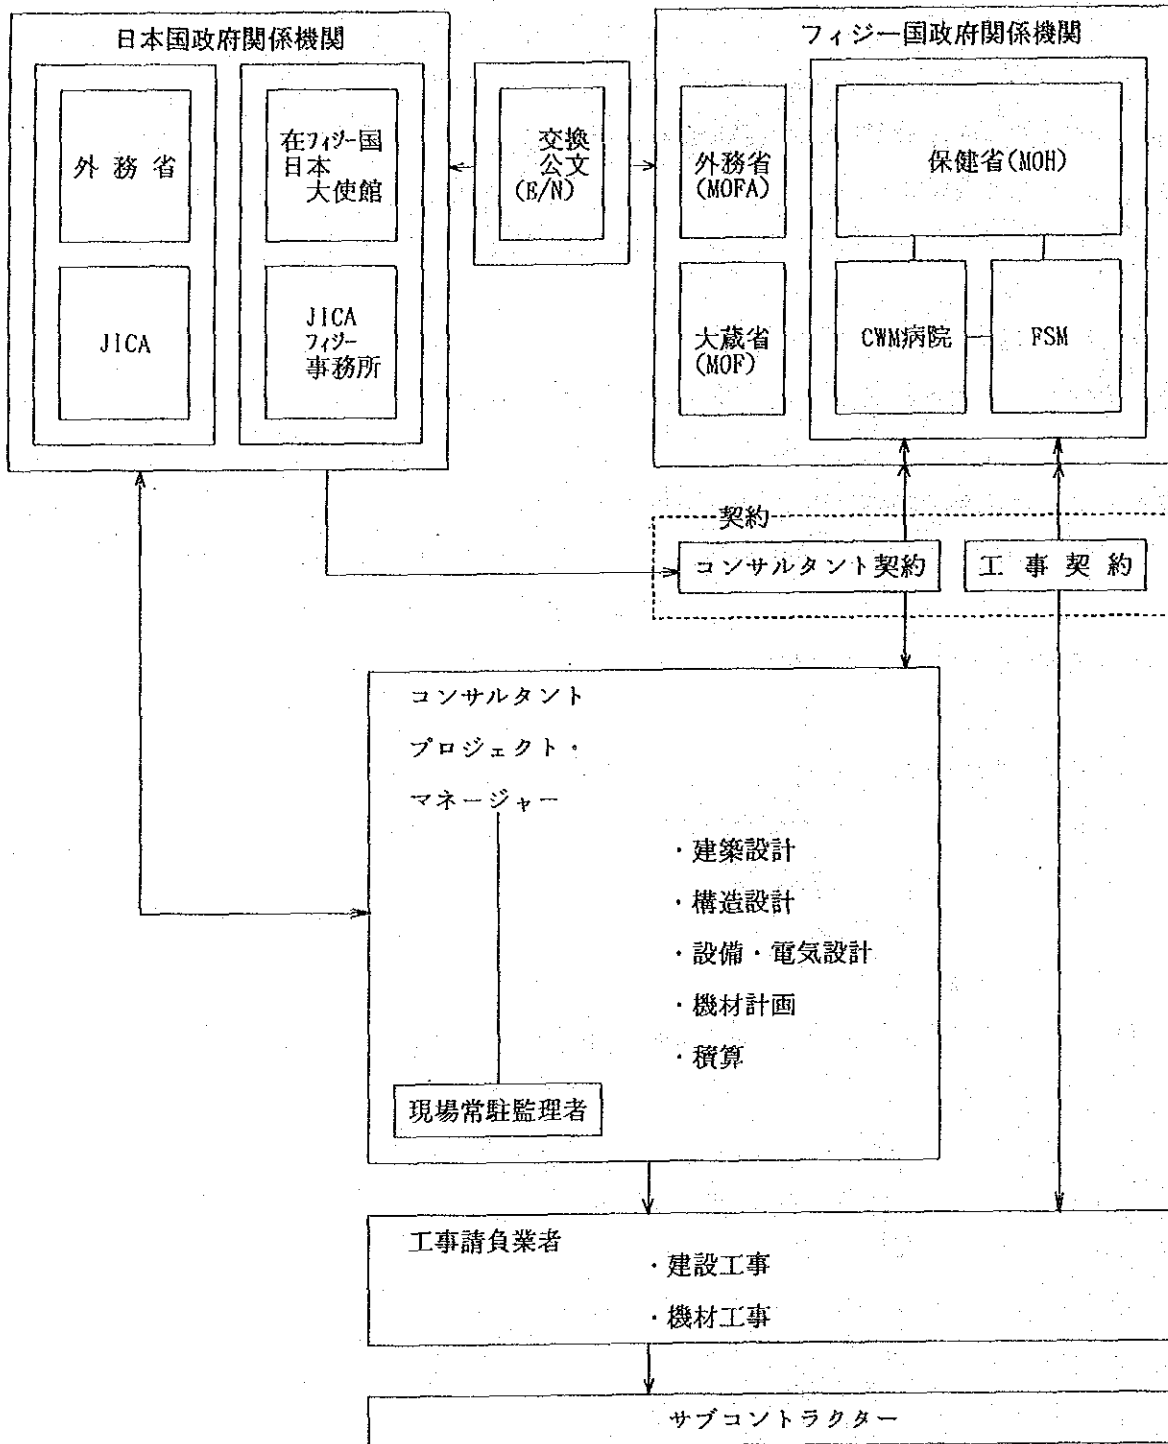 日本国政府関係機関
外務省
在フィジー国
日本
大使館
JICA
JICA
フィジー
事務所
交換
公文
(E/N)
フィジー国政府関係機関
外務省
(MOFA)
大蔵省
(MOF)
保健省(MOH)
CWM病院
FSM
契約
コンサルタント契約
工事契約
コンサルタント
プロジェクト・
マネージャー
・建築設計
・構造設計
・設備・電気設計
・機材計画
・積算
現場常駐監理者
工事請負業者
・建設工事
・機材工事
サブコントラクター